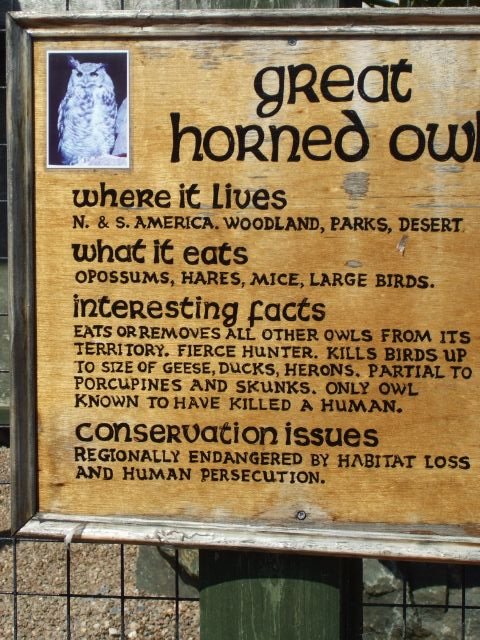 great
horned owl
where it lives
N. & S. AMERICA. WOODLAND, PARKS, DESERT
what it eats
OPOSSUMS, HARES, MICE, LARGE BIRDS.
interesting facts
EATS OR REMOVES ALL OTHER OWLS FROM ITS
TERRITORY. FIERCE HUNTER. KILLS BIRDS UP
TO SIZE OF GEESE, DUCKS, HERONS. PARTIAL TO
PORCUPINES AND SKUNKS. ONLY OWL
KNOWN TO HAVE KILLED A HUMAN.
conservation issues
REGIONALLY ENDANGERED BY HABITAT LOSS
AND HUMAN PERSECUTION.